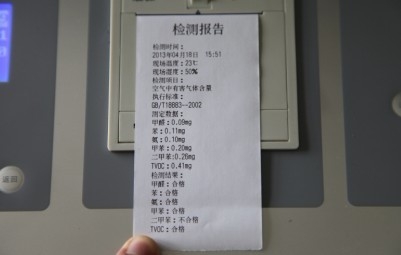 检测报告
检测时间：
2013年04月18日 15:51
现场温度：23℃
现场湿度：50%
检测项目：
空气中有害气体含量
执行标准：
GB/T18883--2002
测定数据：
甲醛：0.09mg
苯：0.11mg
氨：0.10mg
甲苯：0.20mg
二甲苯：0.26mg
TVOC：0.41mg
检测结果：
甲醛：合格
苯：合格
氨：合格
甲苯：合格
二甲苯：不合格
TVOC：合格
返回